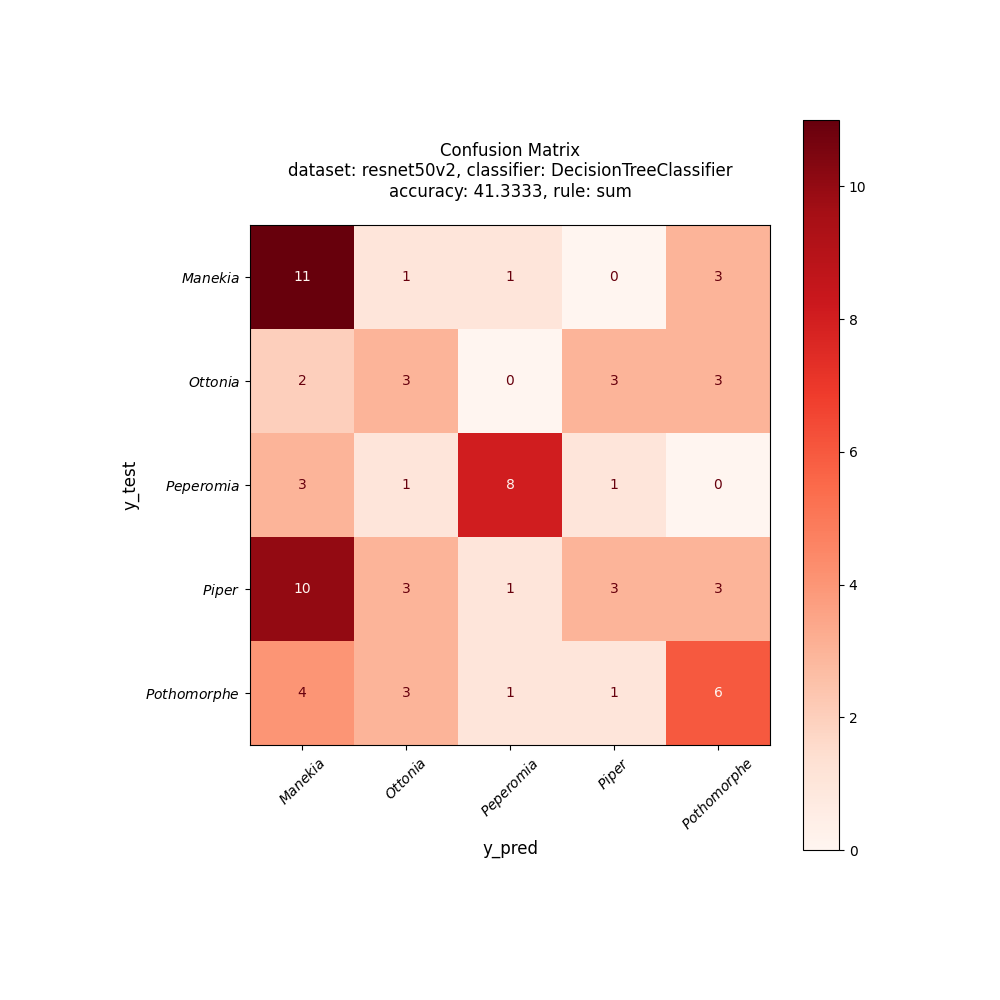 Confusion Matrix
dataset: resnet50v2, classifier: DecisionTreeClassifier
accuracy: 41.3333, rule: sum
y_test
Manekia 11 1 1 0 3
Ottonia 2 3 0 3 3
Peperomia 3 1 8 1 0
Piper 10 3 1 3 3
Pothomorphe 4 3 1 1 6
Manekia Ottonia Peperomia Piper Pothomorphe
y_pred
10
8
6
4
2
0